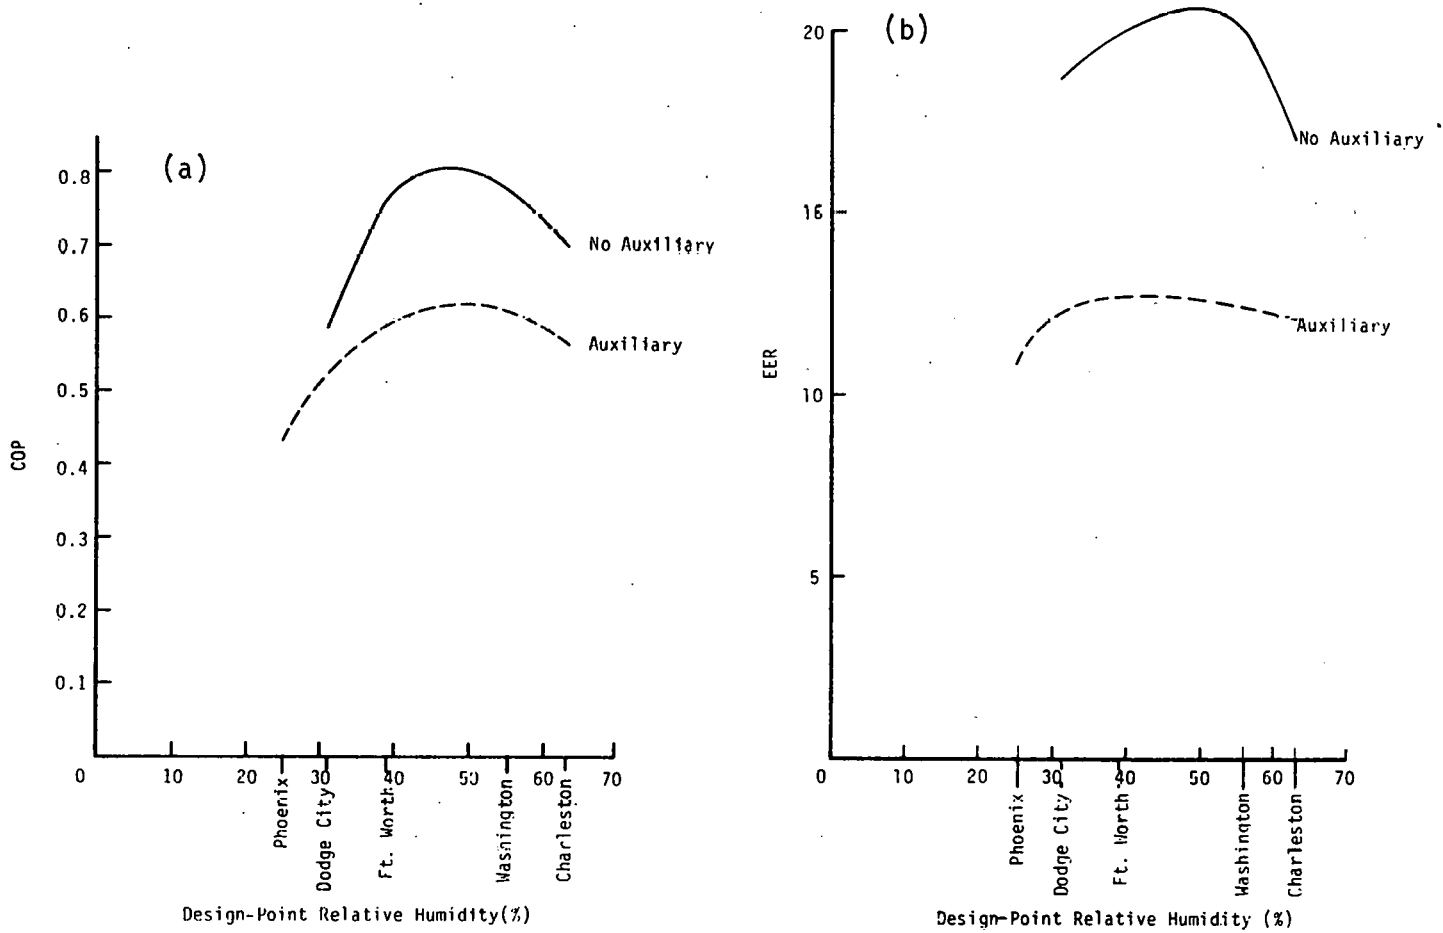 (a)
0.8
0.7
0.6
0.5
0.4
0.3
0.2
0.1
COP
No Auxiliary
Auxiliary
0 10 20 30 40 50 60 70
Phoenix
Dodge City
Ft. Worth
Washington
Charleston
Design-Point Relative Humidity(%)
(b)
20
16
10
5
EER
No Auxiliary
Auxiliary
0 10 20 30 40 50 60 70
Phoenix
Dodge City
Ft. Worth
Washington
Charleston
Design-Point Relative Humidity (%)